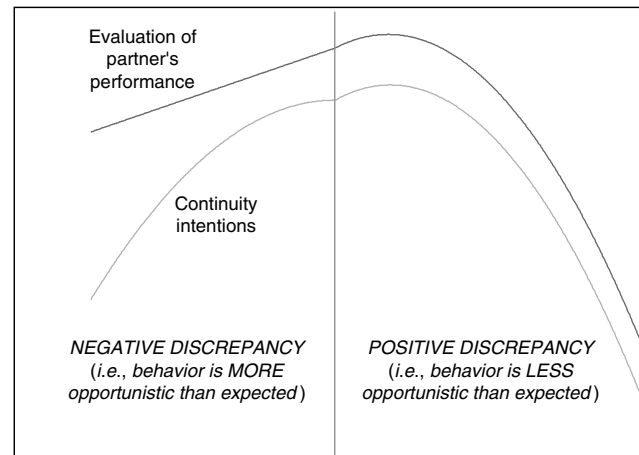 Evaluation of
partner's
performance
Continuity
intentions
NEGATIVE DISCREPANCY
(i.e., behavior is MORE
opportunistic than expected)
POSITIVE DISCREPANCY
(i.e., behavior is LESS
opportunistic than expected)